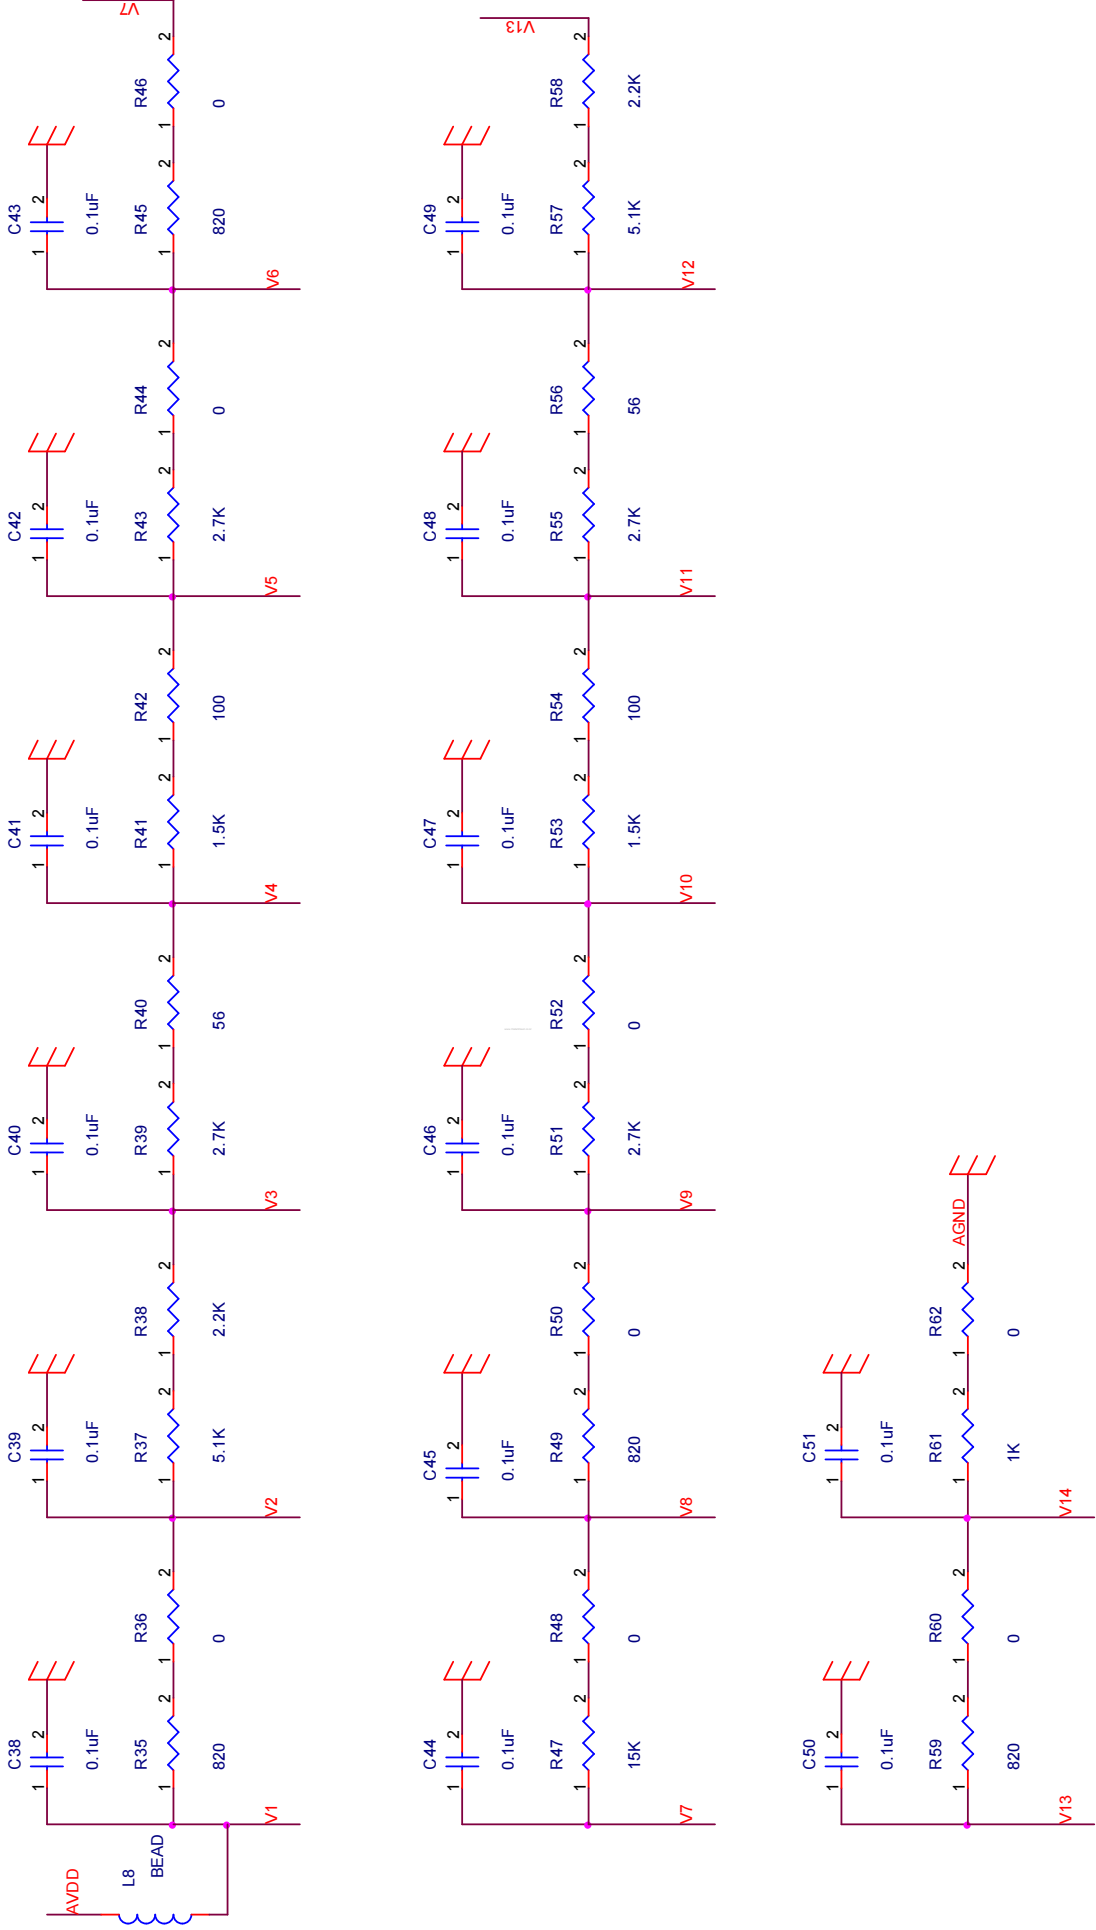 AVDD
L8
BEAD
V1
C38
1 2
0.1uF
R35
1 2
820
R36
1 2
0
V2
C39
1 2
0.1uF
R37
1 2
5.1K
R38
1 2
2.2K
V3
C40
1 2
0.1uF
R39
1 2
2.7K
R40
1 2
56
V4
C41
1 2
0.1uF
R41
1 2
1.5K
R42
1 2
100
V5
C42
1 2
0.1uF
R43
1 2
2.7K
R44
1 2
0
V6
C43
1 2
0.1uF
R45
1 2
820
R46
1 2
0
V7
V7
C44
1 2
0.1uF
R47
1 2
15K
R48
1 2
0
V8
C45
1 2
0.1uF
R49
1 2
820
R50
1 2
0
V9
C46
1 2
0.1uF
R51
1 2
2.7K
R52
1 2
0
V10
C47
1 2
0.1uF
R53
1 2
1.5K
R54
1 2
100
V11
C48
1 2
0.1uF
R55
1 2
2.7K
R56
1 2
56
V12
C49
1 2
0.1uF
R57
1 2
5.1K
R58
1 2
2.2K
V13
V13
C50
1 2
0.1uF
R59
1 2
820
R60
1 2
0
V14
C51
1 2
0.1uF
R61
1 2
1K
R62
1 2
0
AGND